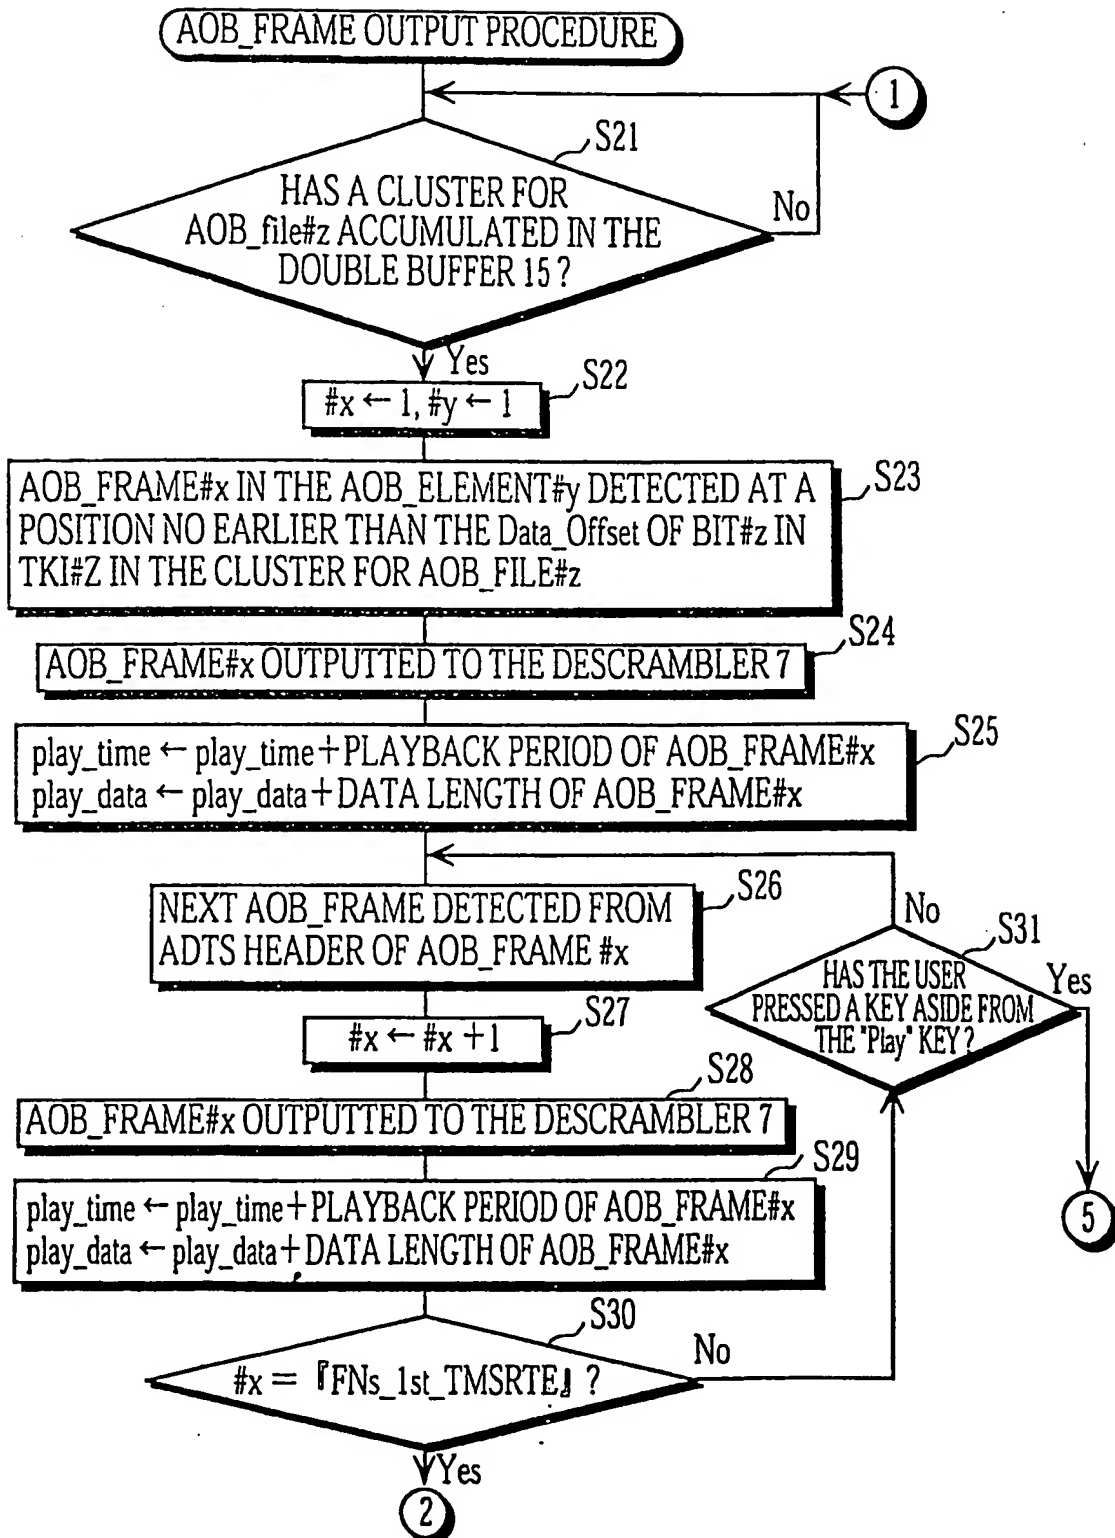 AOB_FRAME OUTPUT PROCEDURE
1
S21
HAS A CLUSTER FOR
AOB_file#z ACCUMULATED IN THE
DOUBLE BUFFER 15?
No
Yes
S22
#x ← 1, #y ← 1
S23
AOB_FRAME#x IN THE AOB_ELEMENT#y DETECTED AT A
POSITION NO EARLIER THAN THE Data_Offset OF BIT#z IN
TKI#Z IN THE CLUSTER FOR AOB_FILE#z
S24
AOB_FRAME#x OUTPUTTED TO THE DESCRAMBLER 7
S25
play_time ← play_time+PLAYBACK PERIOD OF AOB_FRAME#x
play_data ← play_data+DATA LENGTH OF AOB_FRAME#x
S26
NEXT AOB_FRAME DETECTED FROM
ADTS HEADER OF AOB_FRAME #x
No
S31
HAS THE USER
PRESSED A KEY ASIDE FROM
THE "Play" KEY?
Yes
S27
#x ← #x +1
S28
AOB_FRAME#x OUTPUTTED TO THE DESCRAMBLER 7
S29
play_time ← play_time+PLAYBACK PERIOD OF AOB_FRAME#x
play_data ← play_data+DATA LENGTH OF AOB_FRAME#x
5
S30
#x = 『FNs_1st_TMSRTE』 ?
No
Yes
2